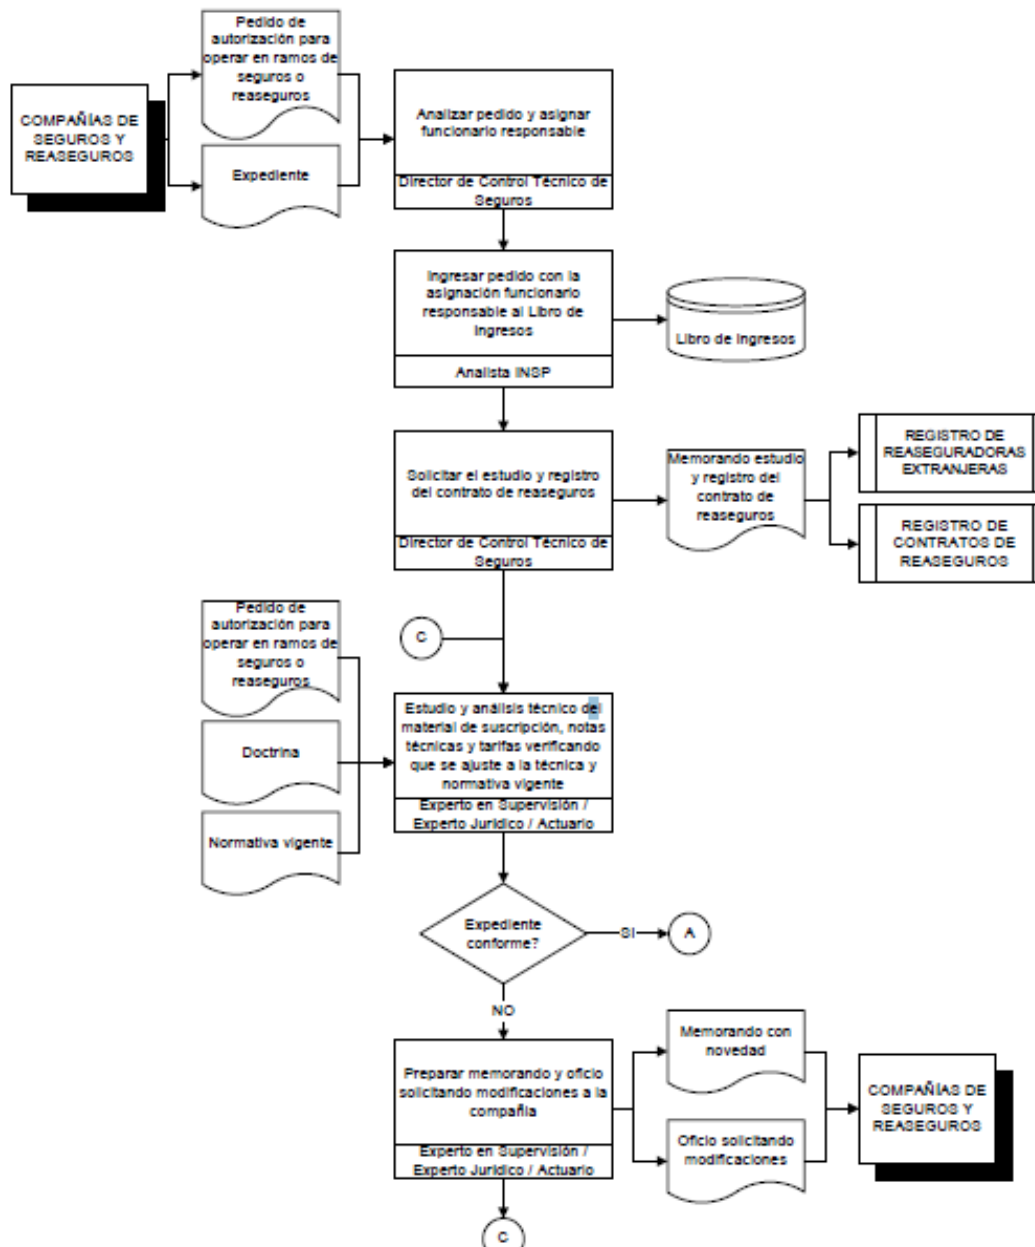 Pedido de
autorización para
operar en ramos de
seguros o
reaseguros
COMPAÑÍAS DE
SEGUROS Y
REASEGUROS
Expediente
Analizar pedido y asignar
funcionario responsable
Director de Control Técnico de
Seguros
Ingresar pedido con la
asignación funcionario
responsable al Libro de
Ingresos
Analista INSP
Libro de Ingresos
Solicitar el estudio y registro
del contrato de reaseguros
Director de Control Técnico de
Seguros
Memorando estudio
y registro del
contrato de
reaseguros
REGISTRO DE
REASEGURADORAS
EXTRANJERAS
REGISTRO DE
CONTRATOS DE
REASEGUROS
C
Pedido de
autorización para
operar en ramos de
seguros o
reaseguros
Doctrina
Normativa vigente
Estudio y análisis técnico del
material de suscripción, notas
técnicas y tarifas verificando
que se ajuste a la técnica y
normativa vigente
Experto en Supervisión /
Experto Jurídico / Actuario
Expediente
conforme?
SI
A
NO
Preparar memorando y oficio
solicitando modificaciones a la
compañía
Experto en Supervisión /
Experto Jurídico / Actuario
Memorando con
novedad
Oficio solicitando
modificaciones
COMPAÑÍAS DE
SEGUROS Y
REASEGUROS
C